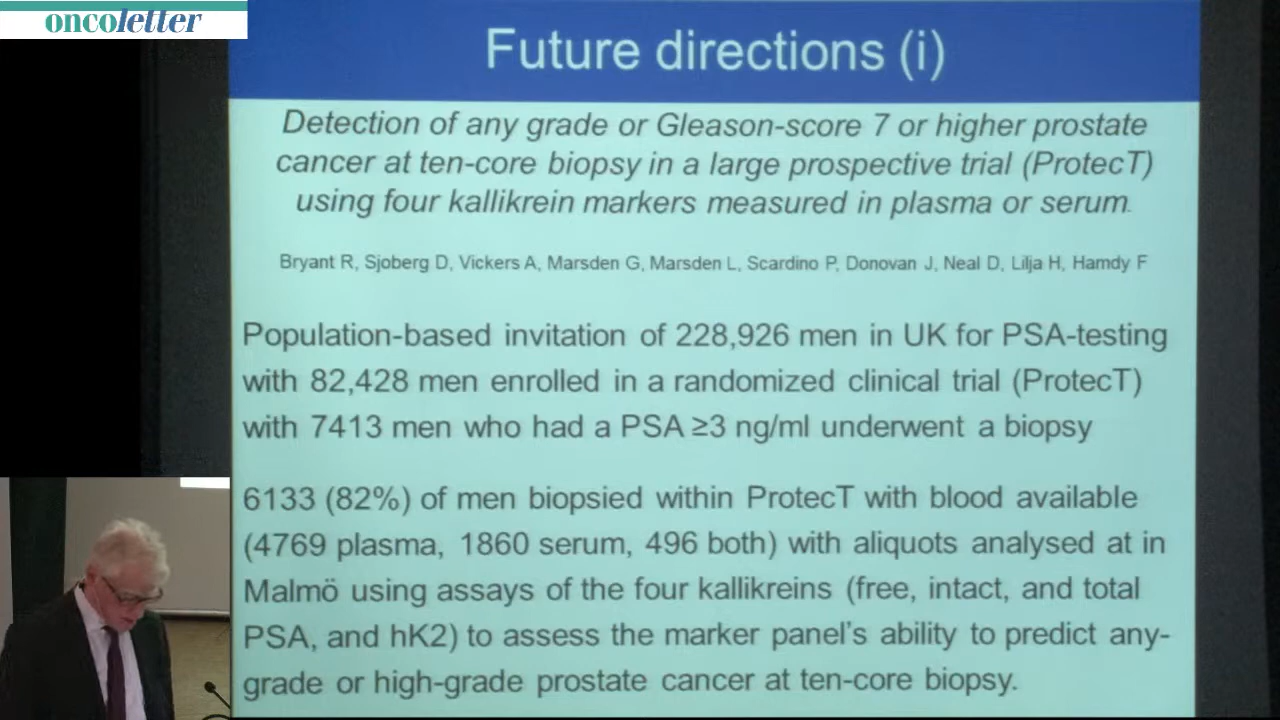 oncoletter
Future directions (i)
Detection of any grade or Gleason-score 7 or higher prostate
cancer at ten-core biopsy in a large prospective trial (ProtecT)
using four kallikrein markers measured in plasma or serum.
Bryant R, Sjoberg D, Vickers A, Marsden G, Marsden L, Scardino P, Donovan J, Neal D, Lilja H, Hamdy F
Population-based invitation of 228,926 men in UK for PSA-testing
with 82,428 men enrolled in a randomized clinical trial (ProtecT)
with 7413 men who had a PSA ≥3 ng/ml underwent a biopsy
6133 (82%) of men biopsied within ProtecT with blood available
(4769 plasma, 1860 serum, 496 both) with aliquots analysed at in
Malmö using assays of the four kallikreins (free, intact, and total
PSA, and hK2) to assess the marker panel's ability to predict any-
grade or high-grade prostate cancer at ten-core biopsy.